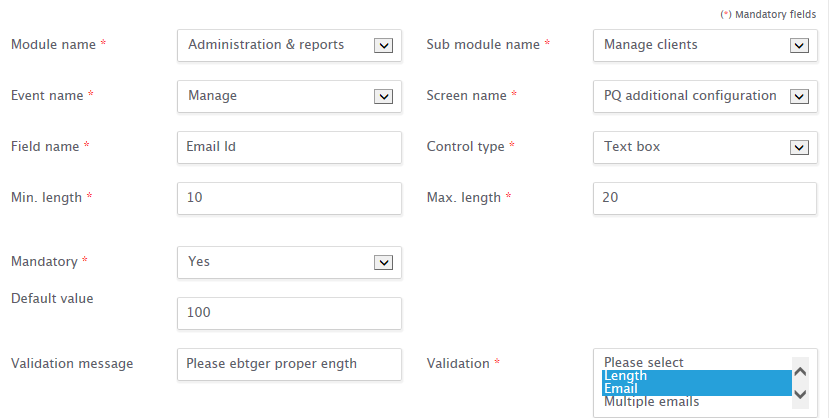 (*) Mandatory fields
Module name * Administration & reports Sub module name * Manage clients
Event name * Manage Screen name * PQ additional configuration
Field name * Email Id Control type * Text box
Min. length * 10 Max. length * 20
Mandatory * Yes
Default value
100
Validation message Please ebtger proper ength Validation * Please select
Length
Email
Multiple emails